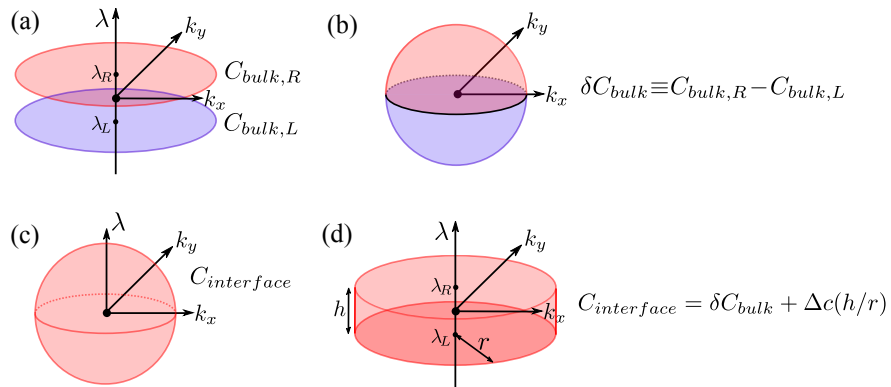 (a)
λ
k_y
λ_R
C_{bulk,R}
k_x
λ_L
C_{bulk,L}
(b)
k_y
k_x
δC_{bulk}≡C_{bulk,R}−C_{bulk,L}
(c)
λ
k_y
C_{interface}
k_x
(d)
λ
k_y
λ_R
h
k_x
C_{interface} = δC_{bulk} + Δc(h/r)
λ_L
r